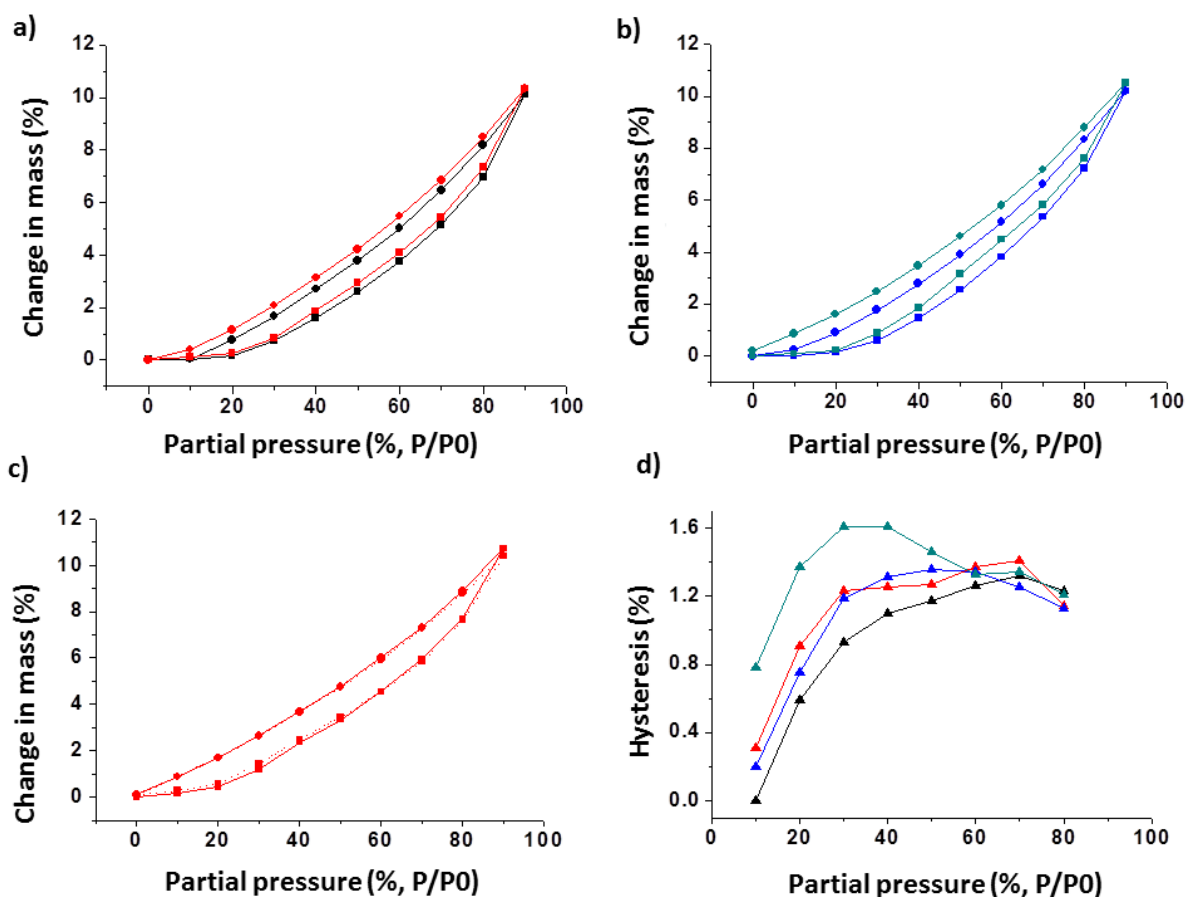 a)
12
10
8
6
4
2
0
Change in mass (%)
0 20 40 60 80 100
Partial pressure (%, P/P0)
b)
12
10
8
6
4
2
0
Change in mass (%)
0 20 40 60 80 100
Partial pressure (%, P/P0)
c)
12
10
8
6
4
2
0
Change in mass (%)
0 20 40 60 80 100
Partial pressure (%, P/P0)
d)
1.6
1.2
0.8
0.4
0.0
Hysteresis (%)
0 20 40 60 80 100
Partial pressure (%, P/P0)